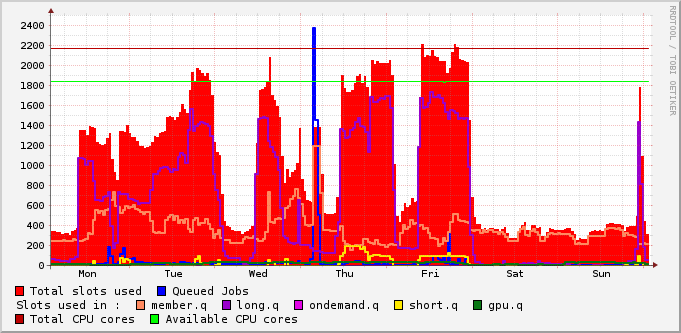 2400
2200
2000
1800
1600
1400
1200
1000
800
600
400
200
0
Mon Tue Wed Thu Fri Sat Sun
RRDTOOL / TOBI OETIKER
Total slots used Queued Jobs
Slots used in : member.q long.q ondemand.q short.q gpu.q
Total CPU cores Available CPU cores